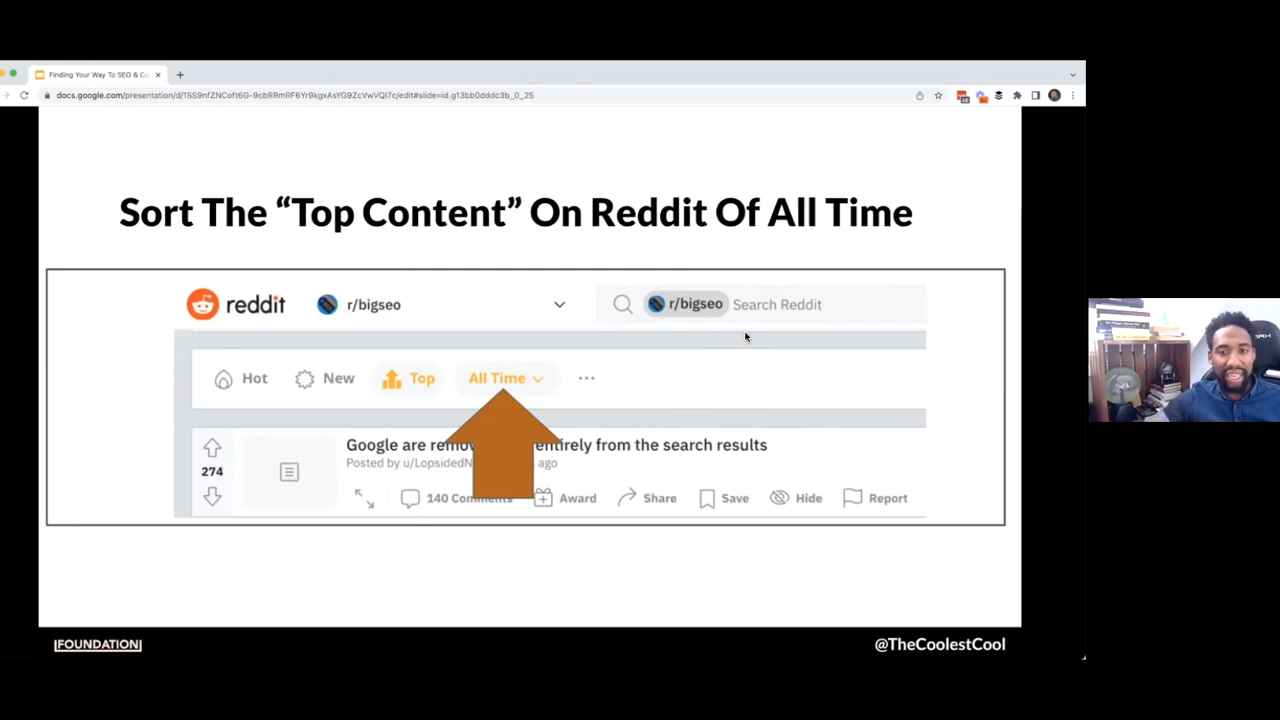 Finding Your Way To SEO & Co
docs.google.com/presentation/d/1SS9nfZNCoft6G-9cbRRmRF6Yr9kgxAsYG9ZcVwVQI7c/edit#slide=id.g13bb0dddc3b_0_25
Sort The “Top Content” On Reddit Of All Time
reddit r/bigseo r/bigseo Search Reddit
Hot New Top All Time
Google are remov entirely from the search results
274
Posted by u/LopsidedN ago
140 Comments Award Share Save Hide Report
|FOUNDATION| @TheCoolestCool